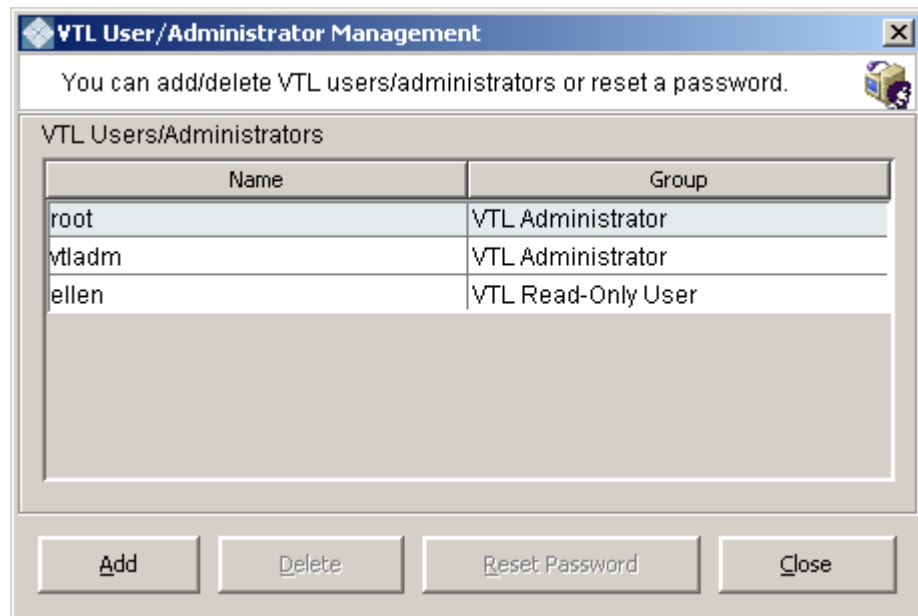 VTL User/Administrator Management
You can add/delete VTL users/administrators or reset a password.
VTL Users/Administrators
Name Group
root VTL Administrator
vtladm VTL Administrator
ellen VTL Read-Only User
Add Delete Reset Password Close